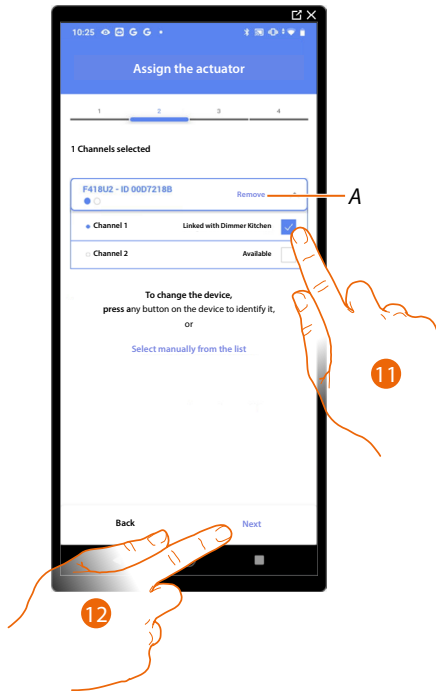 10:25 G G
Assign the actuator
1 2 3 4
1 Channels selected
F418U2 - ID 00D7218B
Remove
A
Channel 1 Linked with Dimmer Kitchen
Channel 2 Available
To change the device,
press any button on the device to identify it,
or
Select manually from the list
11
Back Next
12